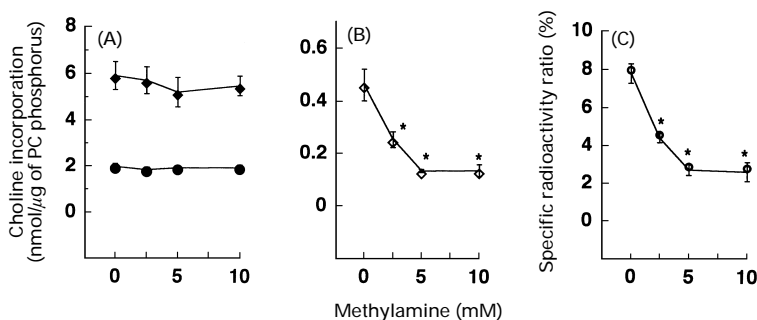 Choline incorporation
(nmol/μg of PC phosphorus)
(A)
8
6
4
2
0
0 5 10
(B)
0.6
0.4
0.2
0
* * *
0 5 10
Specific radioactivity ratio (%)
(C)
10
8
6
4
2
0
* * *
0 5 10
Methylamine (mM)